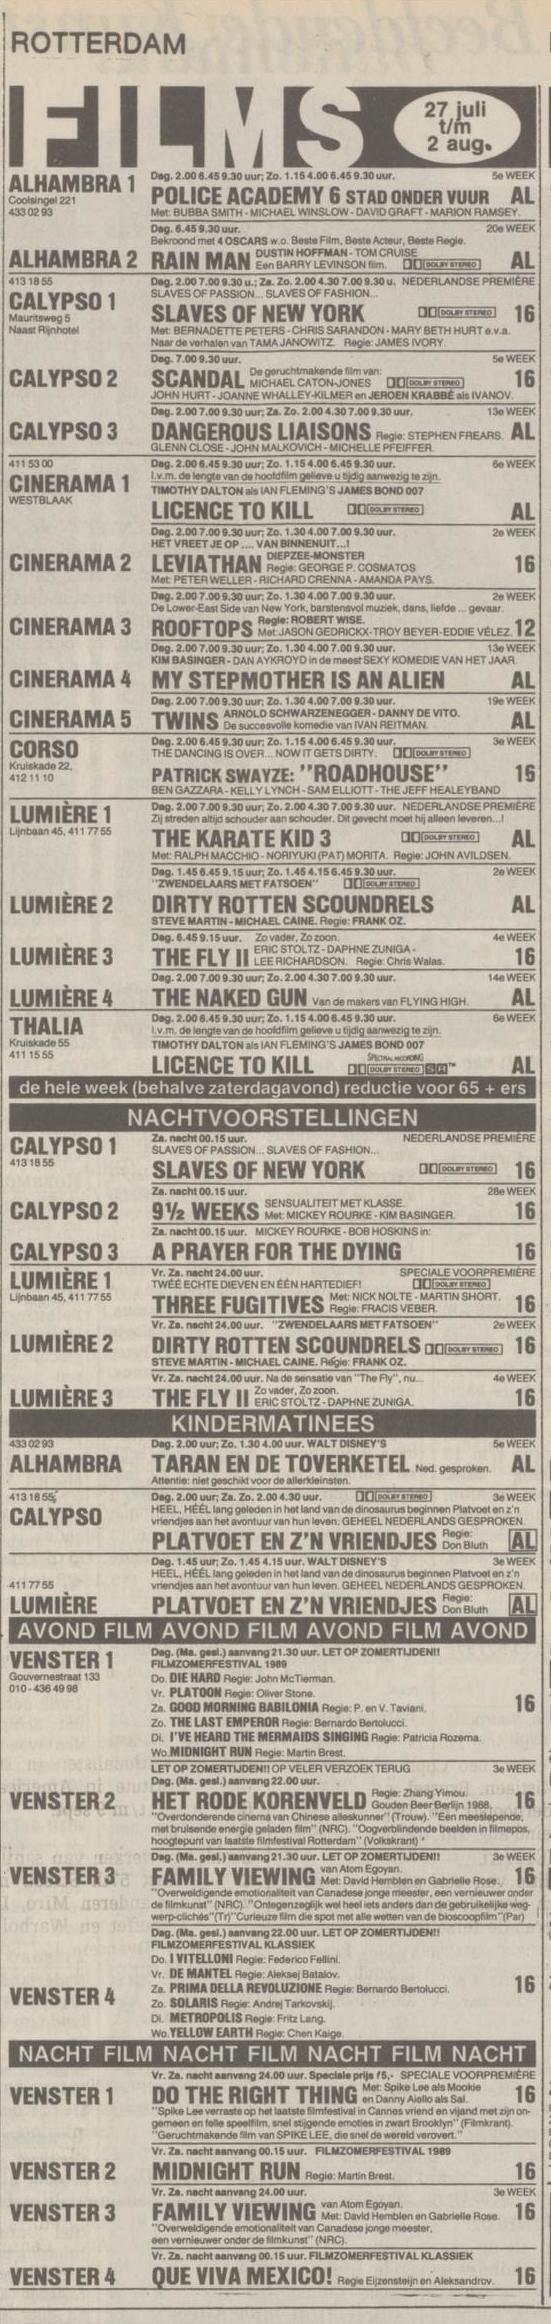 ROTTERDAM
FILMS
27 juli
t/m
2 aug.
ALHAMBRA 1
Coolsingel 221
433 02 93
Dag. 2.00 6.45 9.30 uur; Zo. 1.15 4.00 6.45 9.30 uur. 5e WEEK
POLICE ACADEMY 6 STAD ONDER VUUR AL
Met: BUBBA SMITH - MICHAEL WINSLOW - DAVID GRAFT - MARION RAMSEY.
Dag. 6.45 9.30 uur. 20e WEEK
Bekroond met 4 OSCARS w.o. Beste Film, Beste Acteur, Beste Regie.
ALHAMBRA 2 RAIN MAN DUSTIN HOFFMAN - TOM CRUISE
Een BARRY LEVINSON film. DOLBY STEREO AL
413 18 55
CALYPSO 1
Mauritsweg 5
Naast Rijnhotel
Dag. 2.00 7.00 9.30 u.; Za. Zo. 2.00 4.30 7.00 9.30 u. NEDERLANDSE PREMIÈRE
SLAVES OF PASSION... SLAVES OF FASHION...
SLAVES OF NEW YORK DOLBY STEREO 16
Met: BERNADETTE PETERS - CHRIS SARANDON - MARY BETH HURT e.v.a.
Naar de verhalen van TAMA JANOWITZ. Regie: JAMES IVORY.
Dag. 7.00 9.30 uur. 5e WEEK
CALYPSO 2 SCANDAL De geruchtmakende film van:
MICHAEL CATON-JONES DOLBY STEREO 16
JOHN HURT - JOANNE WHALLEY-KILMER en JEROEN KRABBÉ als IVANOV.
Dag. 2.00 7.00 9.30 uur; Za. Zo. 2.00 4.30 7.00 9.30 uur. 13e WEEK
CALYPSO 3 DANGEROUS LIAISONS Regie: STEPHEN FREARS. AL
GLENN CLOSE - JOHN MALKOVICH - MICHELLE PFEIFFER.
411 53 00
CINERAMA 1
WESTBLAAK
Dag. 2.00 6.45 9.30 uur; Zo. 1.15 4.00 6.45 9.30 uur. 6e WEEK
I.v.m. de lengte van de hoofdfilm gelieve u tijdig aanwezig te zijn.
TIMOTHY DALTON als IAN FLEMING'S JAMES BOND 007
LICENCE TO KILL DOLBY STEREO AL
Dag. 2.00 7.00 9.30 uur; Zo. 1.30 4.00 7.00 9.30 uur. 2e WEEK
HET VREET JE OP .... VAN BINNENUIT...!
CINERAMA 2 LEVIATHAN DIEPZEE-MONSTER
Regie: GEORGE P. COSMATOS 16
Met: PETER WELLER - RICHARD CRENNA - AMANDA PAYS.
Dag. 2.00 7.00 9.30 uur; Zo. 1.30 4.00 7.00 9.30 uur. 2e WEEK
De Lower-East Side van New York, barstensvol muziek, dans, liefde ... gevaar.
CINERAMA 3 ROOFTOPS Regie: ROBERT WISE.
Met: JASON GEDRICKX-TROY BEYER-EDDIE VÉLEZ. 12
Dag. 2.00 7.00 9.30 uur; Zo. 1.30 4.00 7.00 9.30 uur. 13e WEEK
KIM BASINGER - DAN AYKROYD in de meest SEXY KOMEDIE VAN HET JAAR.
CINERAMA 4 MY STEPMOTHER IS AN ALIEN AL
Dag. 2.00 7.00 9.30 uur; Zo. 1.30 4.00 7.00 9.30 uur. 19e WEEK
CINERAMA 5 TWINS ARNOLD SCHWARZENEGGER - DANNY DE VITO.
De succesvolle komedie van IVAN REITMAN. AL
CORSO
Kruiskade 22,
412 11 10
Dag. 2.00 6.45 9.30 uur; Zo. 1.15 4.00 6.45 9.30 uur. 3e WEEK
THE DANCING IS OVER... NOW IT GETS DIRTY. DOLBY STEREO
PATRICK SWAYZE: "ROADHOUSE" 16
BEN GAZZARA - KELLY LYNCH - SAM ELLIOTT - THE JEFF HEALEY BAND
LUMIÈRE 1
Lijnbaan 45, 411 77 55
Dag. 2.00 7.00 9.30 uur; Za. Zo. 2.00 4.30 7.00 9.30 uur. NEDERLANDSE PREMIÈRE
Zij streden altijd schouder aan schouder. Dit gevecht moet hij alleen leveren...!
THE KARATE KID 3 DOLBY STEREO AL
Met: RALPH MACCHIO - NORIYUKI (PAT) MORITA. Regie: JOHN AVILDSEN.
Dag. 1.45 6.45 9.15 uur; Zo. 1.45 4.15 6.45 9.30 uur. 2e WEEK
"ZWENDELAARS MET FATSOEN" DOLBY STEREO
LUMIÈRE 2 DIRTY ROTTEN SCOUNDRELS AL
STEVE MARTIN - MICHAEL CAINE. Regie: FRANK OZ.
Dag. 6.45 9.15 uur. Zo vader, Zo zoon. 4e WEEK
LUMIÈRE 3 THE FLY II ERIC STOLTZ - DAPHNE ZUNIGA -
LEE RICHARDSON. Regie: Chris Walas. 16
Dag. 2.00 7.00 9.30 uur; Zo. 2.00 4.30 7.00 9.30 uur. 14e WEEK
LUMIÈRE 4 THE NAKED GUN Van de makers van FLYING HIGH. AL
THALIA
Kruiskade 55
411 15 55
Dag. 2.00 6.45 9.30 uur; Zo. 1.15 4.00 6.45 9.30 uur. 6e WEEK
I.v.m. de lengte van de hoofdfilm gelieve u tijdig aanwezig te zijn.
TIMOTHY DALTON als IAN FLEMING'S JAMES BOND 007
LICENCE TO KILL SPECTRAL RECORDING DOLBY STEREO SR™ AL
de hele week (behalve zaterdagavond) reductie voor 65 + ers
NACHTVOORSTELLINGEN
CALYPSO 1
413 18 55
Za. nacht 00.15 uur. NEDERLANDSE PREMIÈRE
SLAVES OF PASSION... SLAVES OF FASHION...
SLAVES OF NEW YORK DOLBY STEREO 16
Za. nacht 00.15 uur. 28e WEEK
CALYPSO 2 9½ WEEKS SENSUALITEIT MET KLASSE.
Met: MICKEY ROURKE - KIM BASINGER. 16
Za. nacht 00.15 uur. MICKEY ROURKE - BOB HOSKINS in:
CALYPSO 3 A PRAYER FOR THE DYING 16
LUMIÈRE 1
Lijnbaan 45, 411 77 55
Vr. Za. nacht 24.00 uur. SPECIALE VOORPREMIÈRE
TWÉÉ ECHTE DIEVEN EN ÉÉN HARTEDIEF! DOLBY STEREO
THREE FUGITIVES Met: NICK NOLTE - MARTIN SHORT.
Regie: FRACIS VEBER. 16
Vr. Za. nacht 24.00 uur. "ZWENDELAARS MET FATSOEN" 2e WEEK
LUMIÈRE 2 DIRTY ROTTEN SCOUNDRELS DOLBY STEREO 16
STEVE MARTIN - MICHAEL CAINE. Regie: FRANK OZ.
Vr. Za. nacht 24.00 uur. Na de sensatie van "The Fly", nu... 4e WEEK
LUMIÈRE 3 THE FLY II Zo vader, Zo zoon.
ERIC STOLTZ - DAPHNE ZUNIGA. 16
KINDERMATINEES
433 02 93
Dag. 2.00 uur; Zo. 1.30 4.00 uur. WALT DISNEY'S 5e WEEK
ALHAMBRA TARAN EN DE TOVERKETEL Ned. gesproken. AL
Attentie: niet geschikt voor de allerkleinsten.
413 18 55
CALYPSO
Dag. 2.00 uur; Za. Zo. 2.00 4.30 uur. DOLBY STEREO 3e WEEK
HEEL, HÉÉL lang geleden in het land van de dinosaurus beginnen Platvoet en z'n
vriendjes aan het avontuur van hun leven. GEHEEL NEDERLANDS GESPROKEN.
PLATVOET EN Z'N VRIENDJES Regie:
Don Bluth AL
Dag. 1.45 uur; Zo. 1.45 4.15 uur. WALT DISNEY'S 3e WEEK
HEEL, HÉÉL lang geleden in het land van de dinosaurus beginnen Platvoet en z'n
411 77 55 vriendjes aan het avontuur van hun leven. GEHEEL NEDERLANDS GESPROKEN.
LUMIÈRE PLATVOET EN Z'N VRIENDJES Regie:
Don Bluth AL
AVOND FILM AVOND FILM AVOND FILM AVOND
VENSTER 1
Gouvernestraat 133
010 - 436 49 98
Dag. (Ma. gesl.) aanvang 21.30 uur. LET OP ZOMERTIJDEN!!
FILMZOMERFESTIVAL 1989
Do. DIE HARD Regie: John McTierman.
Vr. PLATOON Regie: Oliver Stone.
Za. GOOD MORNING BABILONIA Regie: P. en V. Taviani. 16
Zo. THE LAST EMPEROR Regie: Bernardo Bertolucci.
Di. I'VE HEARD THE MERMAIDS SINGING Regie: Patricia Rozema.
Wo. MIDNIGHT RUN Regie: Martin Brest.
LET OP ZOMERTIJDEN!! OP VELER VERZOEK TERUG 3e WEEK
Dag. (Ma. gesl.) aanvang 22.00 uur.
VENSTER 2 HET RODE KORENVELD Regie: Zhang Yimou.
Gouden Beer Berlijn 1988. 16
"Overdonderende cinema van Chinese alleskunner" (Trouw). "Een meeslepende,
met bruisende energie geladen film" (NRC). "Oogverblindende beelden in filmepos,
hoogtepunt van laatste filmfestival Rotterdam" (Volkskrant)
Dag. (Ma. gesl.) aanvang 21.30 uur. LET OP ZOMERTIJDEN!! 3e WEEK
VENSTER 3 FAMILY VIEWING van Atom Egoyan.
Met: David Hemblen en Gabrielle Rose. 16
"Overweldigende emotionaliteit van Canadese jonge meester, een vernieuwer onder
de filmkunst" (NRC). "Ontegenzeglijk wel heel iets anders dan de gebruikelijke weg-
werp-clichés" (Tr) "Curieuze film die spot met alle wetten van de bioscoopfilm" (Par)
Dag. (Ma. gesl.) aanvang 22.00 uur. LET OP ZOMERTIJDEN!!
FILMZOMERFESTIVAL KLASSIEK
Do. I VITELLONI Regie: Federico Fellini.
Vr. DE MANTEL Regie: Aleksej Batalov.
Za. PRIMA DELLA REVOLUZIONE Regie: Bernardo Bertolucci. 16
VENSTER 4 Zo. SOLARIS Regie: Andrej Tarkovskij.
Di. METROPOLIS Regie: Fritz Lang.
Wo. YELLOW EARTH Regie: Chen Kaige.
NACHT FILM NACHT FILM NACHT FILM NACHT
Vr. Za. nacht aanvang 24.00 uur. Speciale prijs f5,- SPECIALE VOORPREMIÈRE
VENSTER 1 DO THE RIGHT THING Met: Spike Lee als Mookie
en Danny Aiello als Sal. 16
"Spike Lee verraste op het laatste filmfestival in Cannes vriend en vijand met zijn on-
gemeen en felle speelfilm, snel stijgende emoties in zwart Brooklyn" (Filmkrant).
"Geruchtmakende film van SPIKE LEE, die snel de wereld verovert."
Vr. Za. nacht aanvang 00.15 uur. FILMZOMERFESTIVAL 1989
VENSTER 2 MIDNIGHT RUN Regie: Martin Brest. 16
Vr. Za. nacht aanvang 24.00 uur. 3e WEEK
VENSTER 3 FAMILY VIEWING van Atom Egoyan.
Met: David Hemblen en Gabrielle Rose. 16
"Overweldigende emotionaliteit van Canadese jonge meester,
een vernieuwer onder de filmkunst" (NRC).
Vr. Za. nacht aanvang 00.15 uur. FILMZOMERFESTIVAL KLASSIEK
VENSTER 4 QUE VIVA MEXICO! Regie Eijzensteijn en Aleksandrov. 16